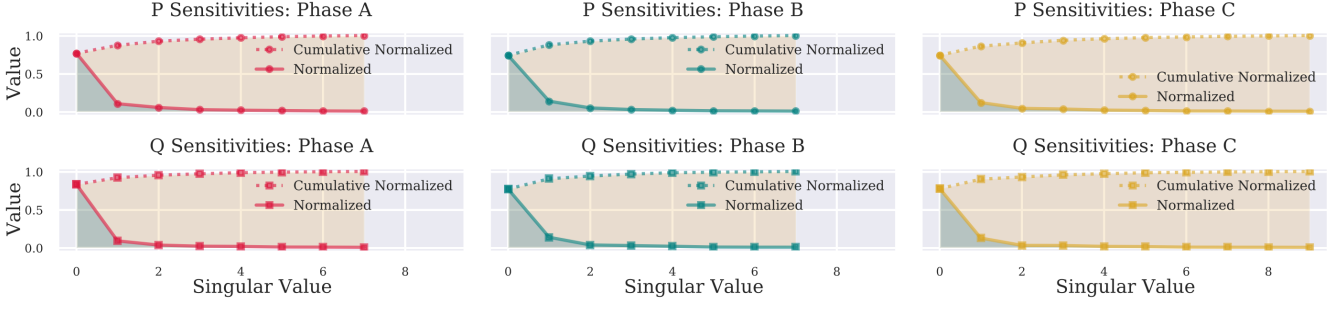 P Sensitivities: Phase A
P Sensitivities: Phase B
P Sensitivities: Phase C
Value
1.0
0.5
0.0
Cumulative Normalized
Normalized
Cumulative Normalized
Normalized
Cumulative Normalized
Normalized
Q Sensitivities: Phase A
Q Sensitivities: Phase B
Q Sensitivities: Phase C
Value
1.0
0.5
0.0
Cumulative Normalized
Normalized
Cumulative Normalized
Normalized
Cumulative Normalized
Normalized
0 2 4 6 8
0 2 4 6 8
0 2 4 6 8
Singular Value
Singular Value
Singular Value